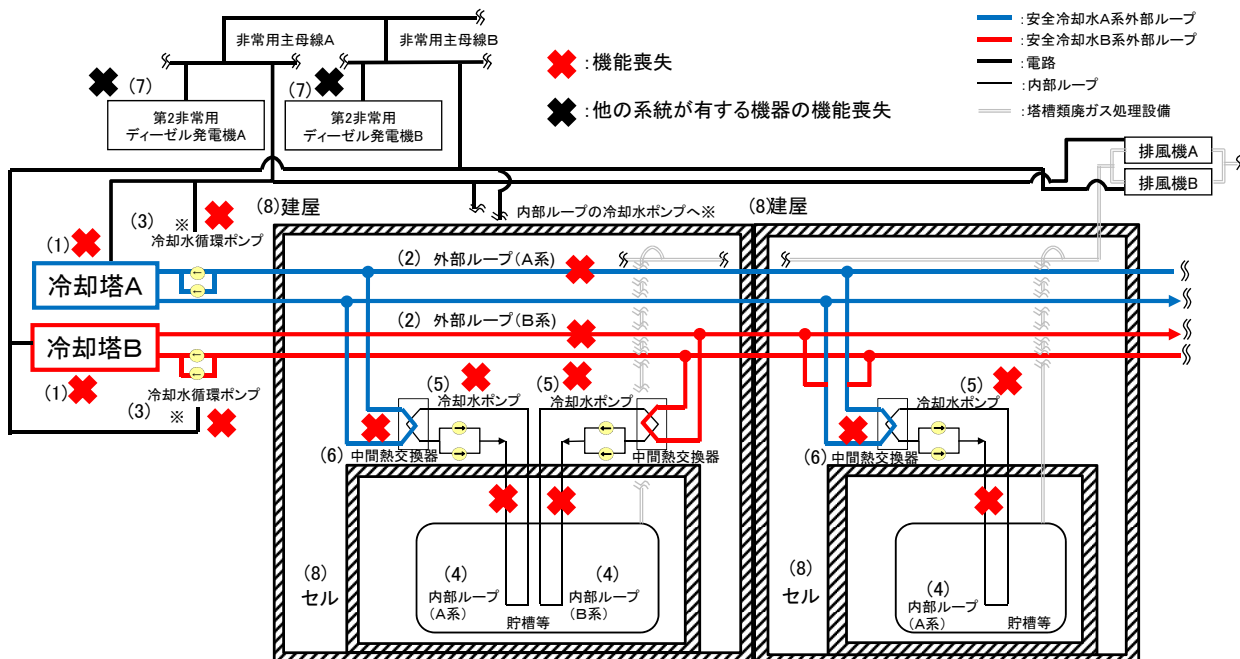 非常用主母線A
非常用主母線B
(7)
(7)
第2非常用
ディーゼル発電機A
第2非常用
ディーゼル発電機B
:機能喪失
:他の系統が有する機器の機能喪失
:安全冷却水A系外部ループ
:安全冷却水B系外部ループ
:電路
:内部ループ
:塔槽類廃ガス処理設備
排風機A
排風機B
(8)建屋
内部ループの冷却水ポンプへ※
(8)建屋
(3) ※
冷却水循環ポンプ
(1)
冷却塔A
(2) 外部ループ(A系)
(2) 外部ループ(B系)
冷却塔B
(1)
冷却水循環ポンプ
(3) ※
(5)
冷却水ポンプ
(5)
冷却水ポンプ
(5)
冷却水ポンプ
(6)中間熱交換器
中間熱交換器
(6)中間熱交換器
(8)
セル
(4)
内部ループ
(A系)
(4)
内部ループ
(B系)
貯槽等
(8)
セル
(4)
内部ループ
(A系)
貯槽等